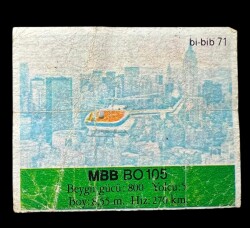 bi-bib 71
MBB BO 105
Beygir gücü: 800 Yolcu: 5
Boy: 8.55 m Hız: 270 km